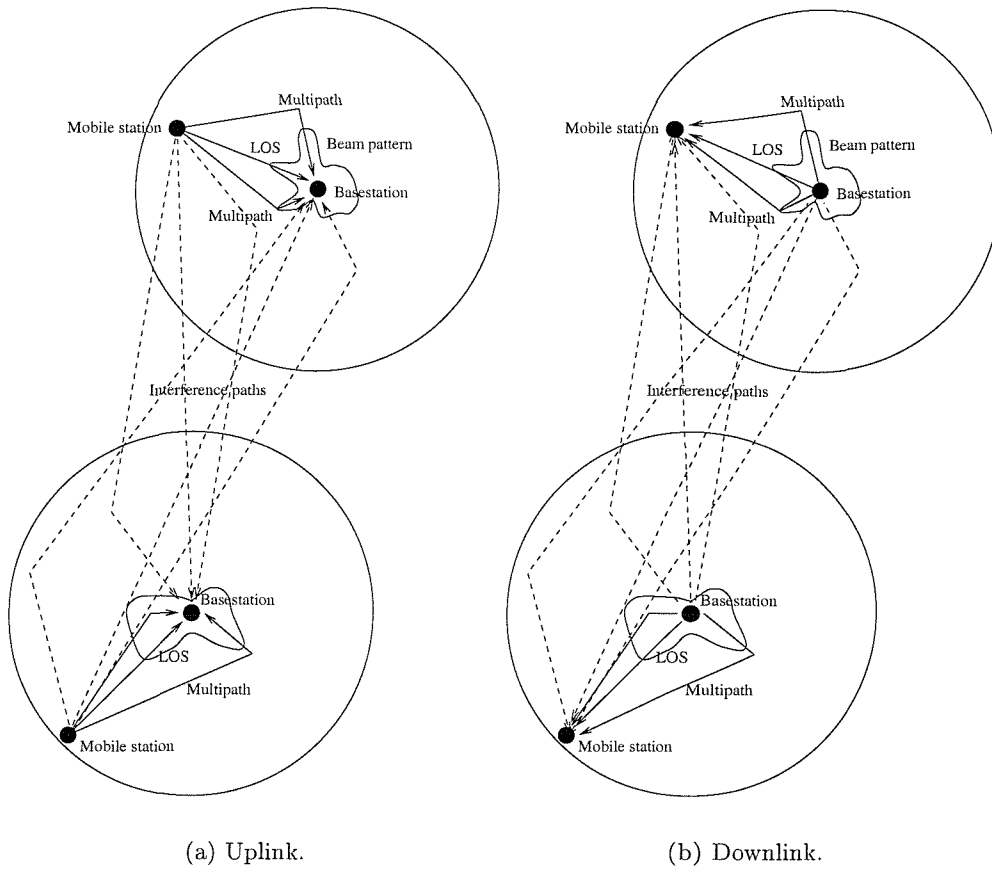 Multipath
Mobile station
LOS
Beam pattern
Basestation
Multipath
Interference paths
Basestation
LOS
Multipath
Mobile station
(a) Uplink.
Multipath
Mobile station
LOS
Beam pattern
Basestation
Multipath
Interference paths
Basestation
LOS
Multipath
Mobile station
(b) Downlink.